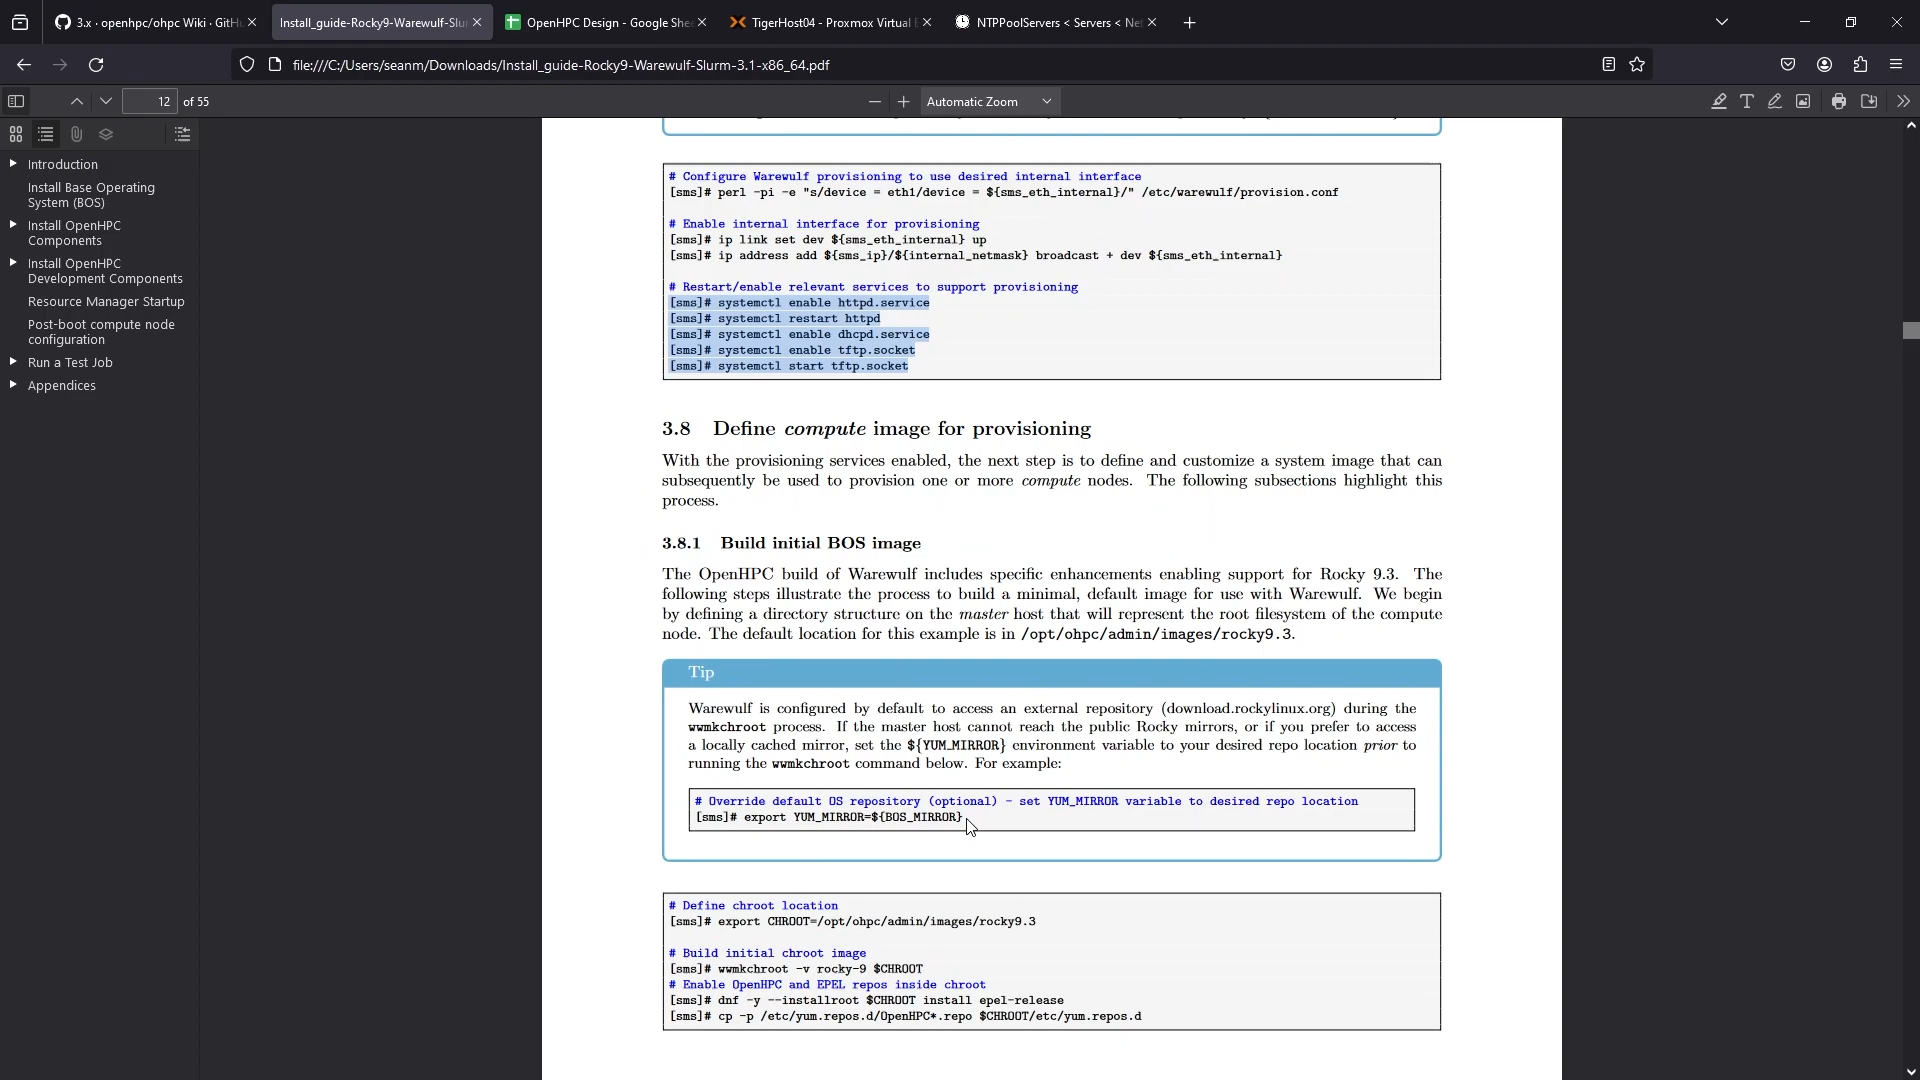 3.x · openhpc/ohpc Wiki · GitH
Install_guide-Rocky9-Warewulf-Slu
OpenHPC Design - Google She
TigerHost04 - Proxmox Virtual E
NTPPoolServers < Servers < Net
file:///C:/Users/seanm/Downloads/Install_guide-Rocky9-Warewulf-Slurm-3.1-x86_64.pdf
12 of 55
Automatic Zoom
Introduction
Install Base Operating
System (BOS)
Install OpenHPC
Components
Install OpenHPC
Development Components
Resource Manager Startup
Post-boot compute node
configuration
Run a Test Job
Appendices
# Configure Warewulf provisioning to use desired internal interface
[sms]# perl -pi -e "s/device = eth1/device = ${sms_eth_internal}/" /etc/warewulf/provision.conf
# Enable internal interface for provisioning
[sms]# ip link set dev ${sms_eth_internal} up
[sms]# ip address add ${sms_ip}/${internal_netmask} broadcast + dev ${sms_eth_internal}
# Restart/enable relevant services to support provisioning
[sms]# systemctl enable httpd.service
[sms]# systemctl restart httpd
[sms]# systemctl enable dhcpd.service
[sms]# systemctl enable tftp.socket
[sms]# systemctl start tftp.socket
3.8 Define compute image for provisioning
With the provisioning services enabled, the next step is to define and customize a system image that can
subsequently be used to provision one or more compute nodes. The following subsections highlight this
process.
3.8.1 Build initial BOS image
The OpenHPC build of Warewulf includes specific enhancements enabling support for Rocky 9.3. The
following steps illustrate the process to build a minimal, default image for use with Warewulf. We begin
by defining a directory structure on the master host that will represent the root filesystem of the compute
node. The default location for this example is in /opt/ohpc/admin/images/rocky9.3.
Tip
Warewulf is configured by default to access an external repository (download.rockylinux.org) during the
wwmkchroot process. If the master host cannot reach the public Rocky mirrors, or if you prefer to access
a locally cached mirror, set the ${YUM_MIRROR} environment variable to your desired repo location prior to
running the wwmkchroot command below. For example:
# Override default OS repository (optional) - set YUM_MIRROR variable to desired repo location
[sms]# export YUM_MIRROR=${BOS_MIRROR}
# Define chroot location
[sms]# export CHROOT=/opt/ohpc/admin/images/rocky9.3
# Build initial chroot image
[sms]# wwmkchroot -v rocky-9 $CHROOT
# Enable OpenHPC and EPEL repos inside chroot
[sms]# dnf -y --installroot $CHROOT install epel-release
[sms]# cp -p /etc/yum.repos.d/OpenHPC*.repo $CHROOT/etc/yum.repos.d